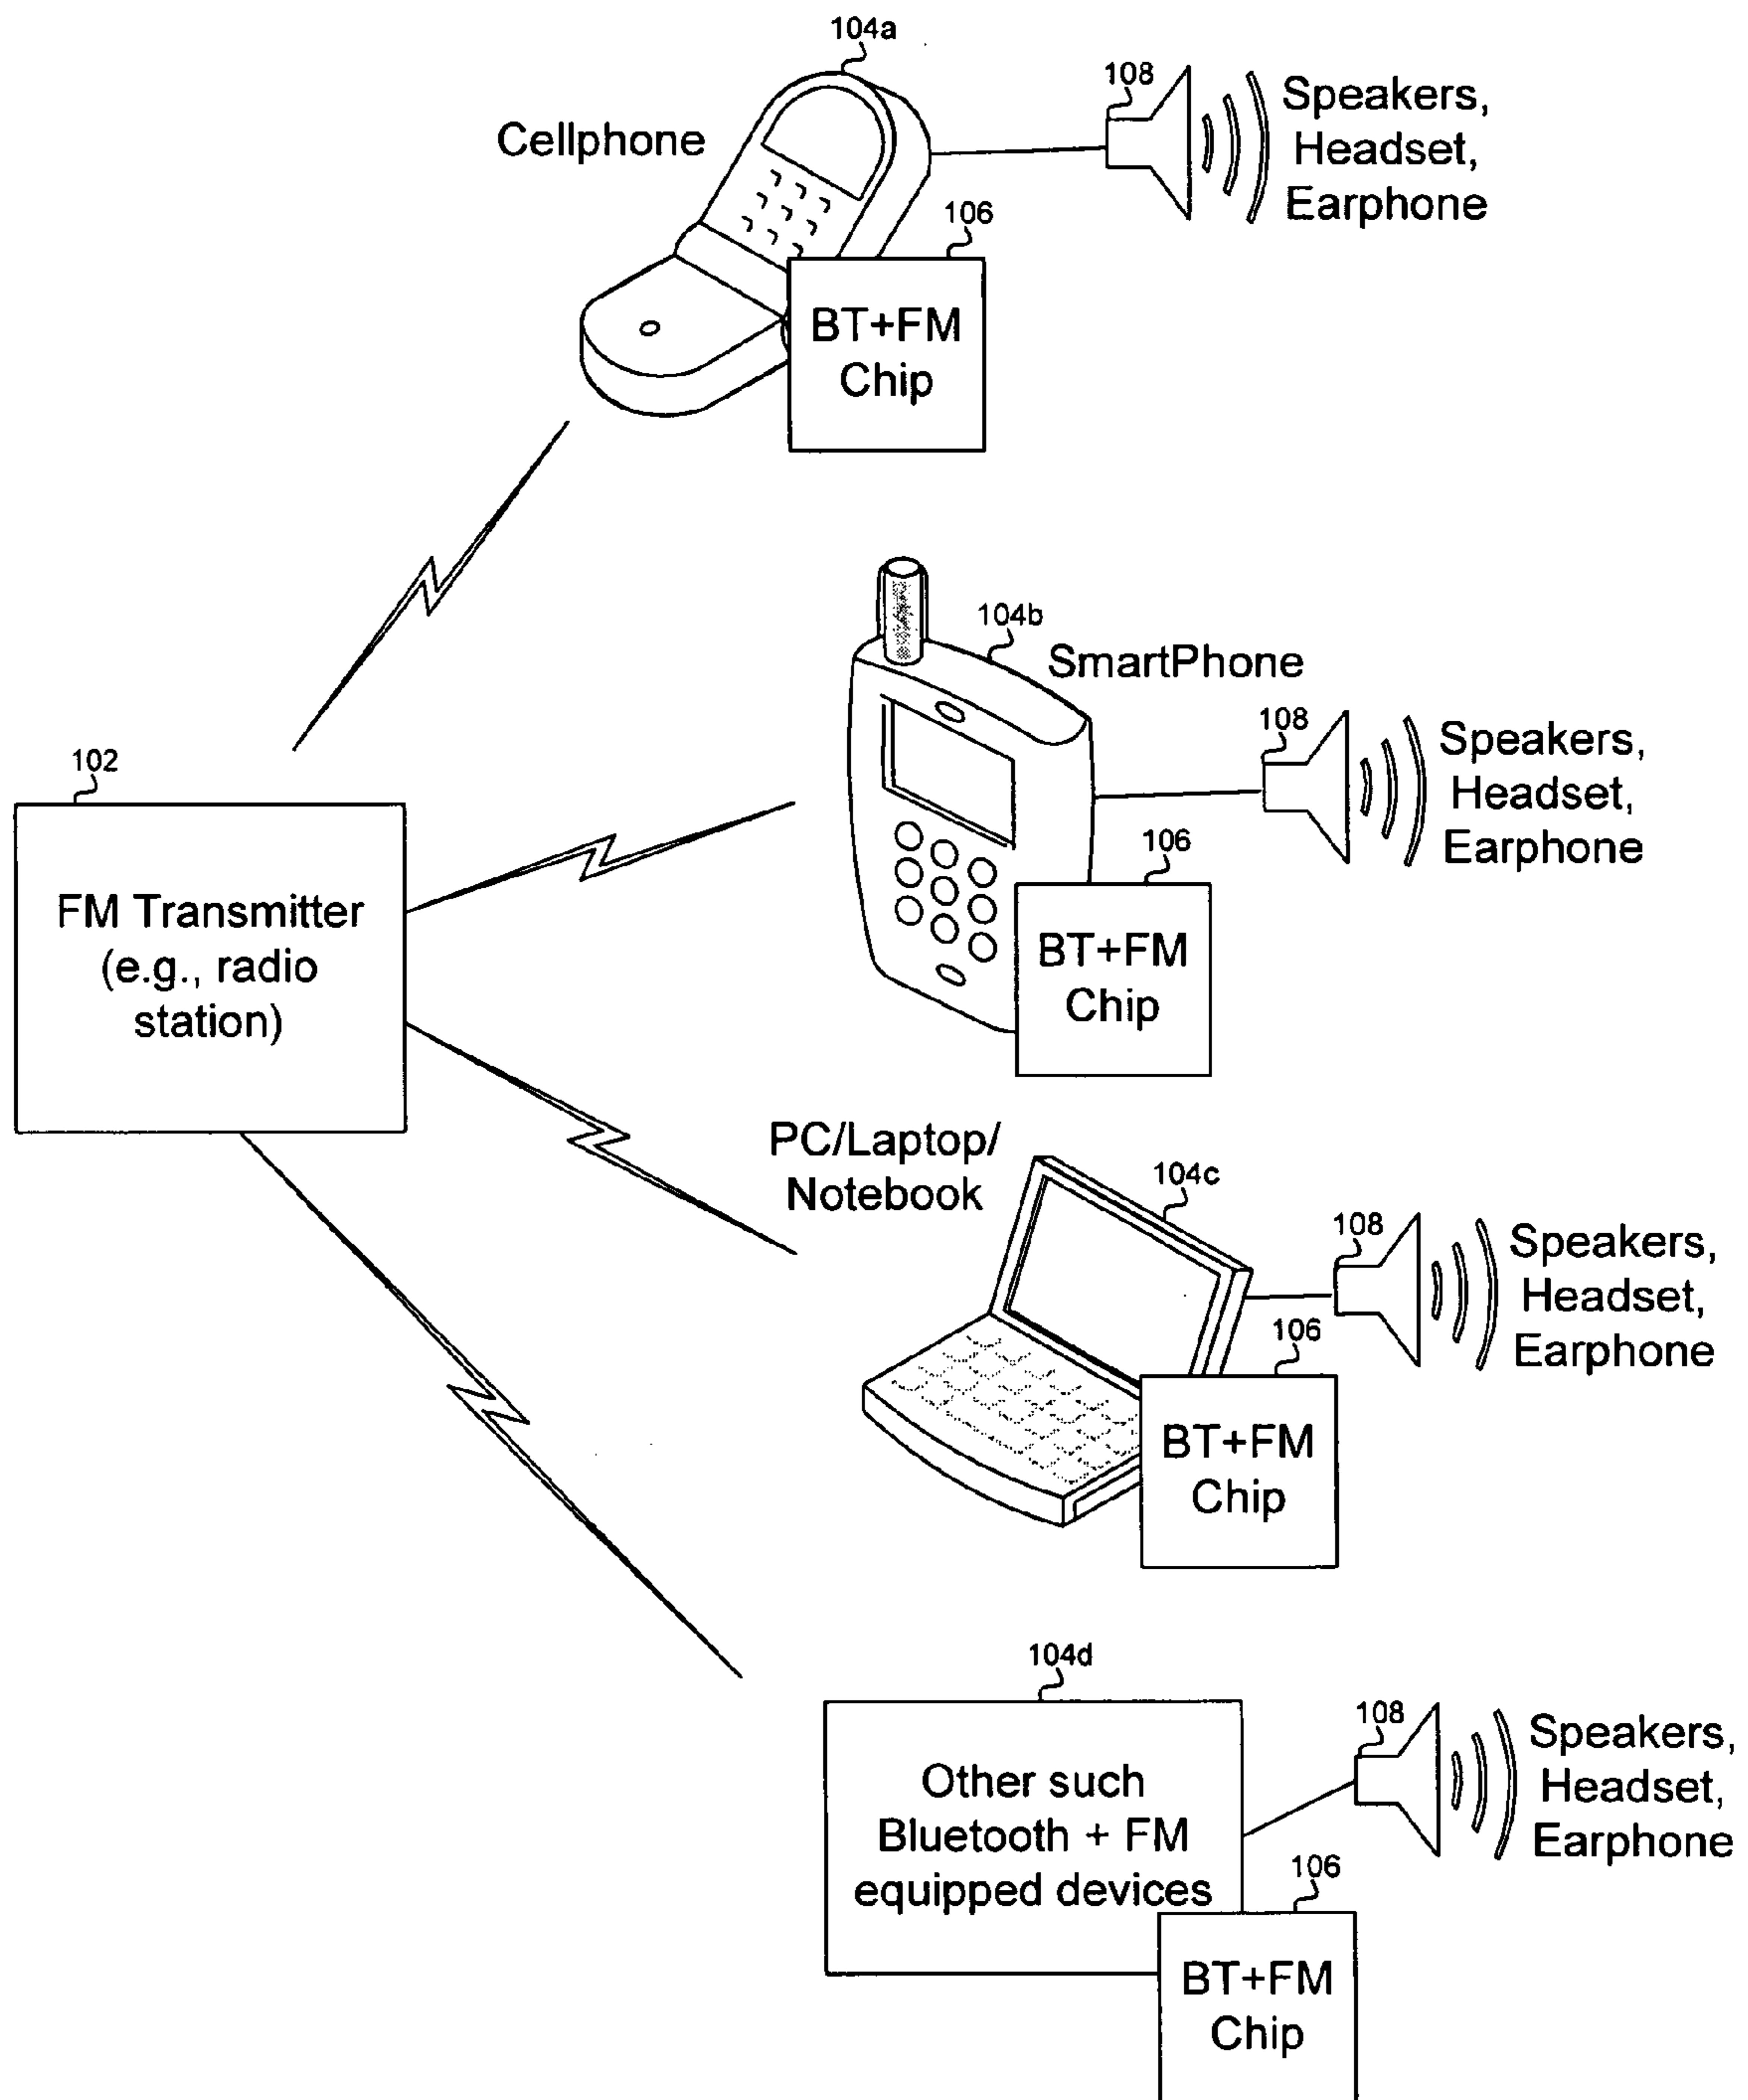 104a
Cellphone
108
Speakers,
Headset,
Earphone
106
BT+FM
Chip
104b
SmartPhone
108
Speakers,
Headset,
Earphone
106
BT+FM
Chip
102
FM Transmitter
(e.g., radio
station)
PC/Laptop/
Notebook
104c
108
Speakers,
Headset,
Earphone
106
BT+FM
Chip
104d
Other such
Bluetooth + FM
equipped devices
108
Speakers,
Headset,
Earphone
106
BT+FM
Chip